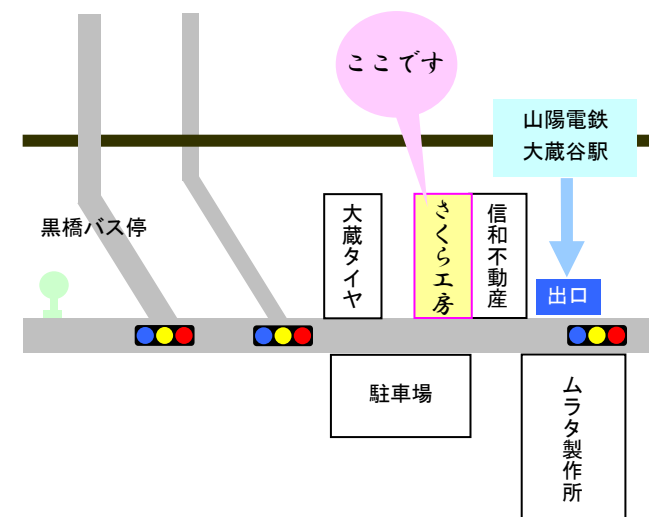 ここです
山陽電鉄
大蔵谷駅
黒橋バス停
大蔵タイヤ
さくら工房
信和不動産
出口
駐車場
ムラタ製作所